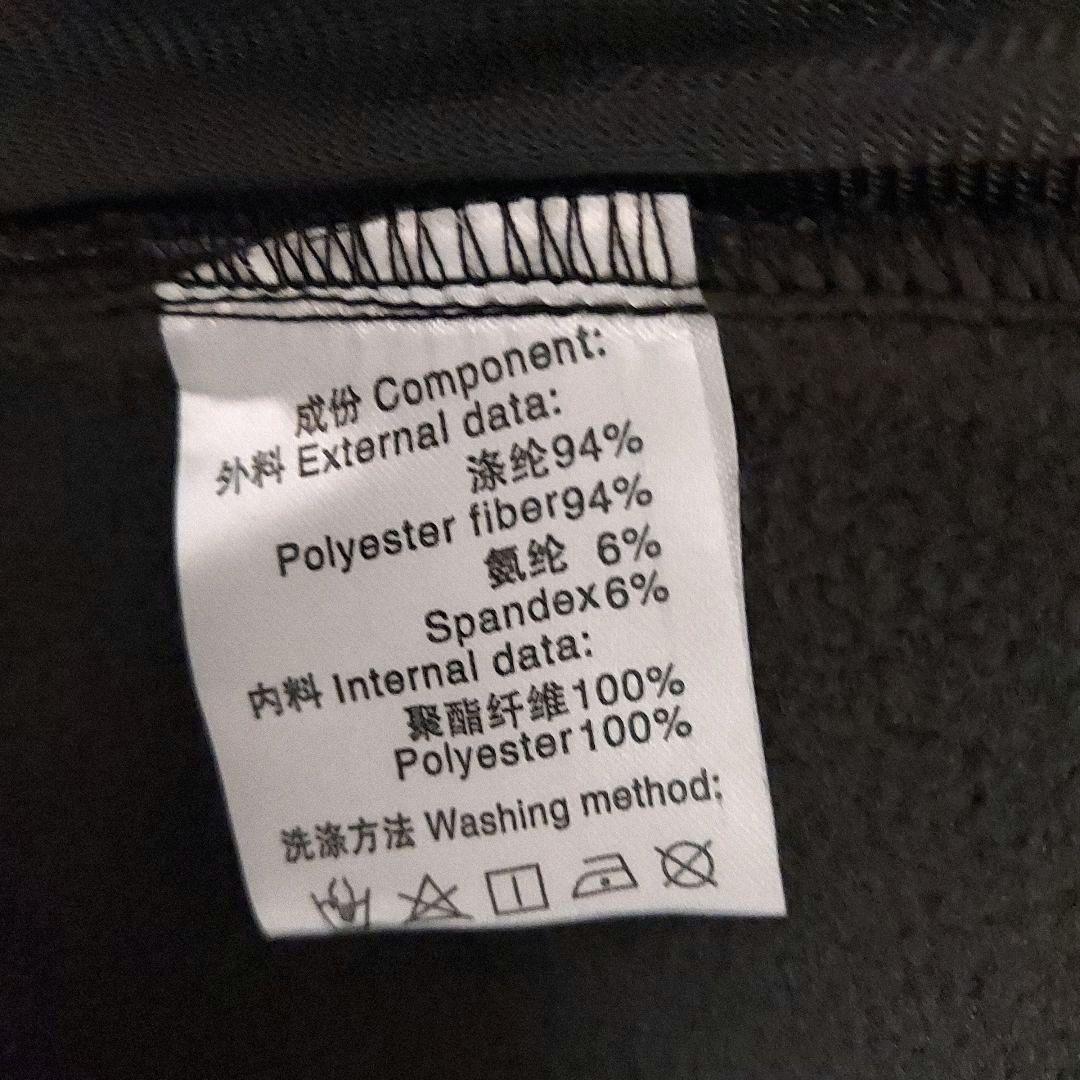 成份 Component:
外料 External data:
涤纶94%
Polyester fiber94%
氨纶 6%
Spandex6%
内料 Internal data:
聚酯纤维100%
Polyester100%
洗涤方法 Washing method: